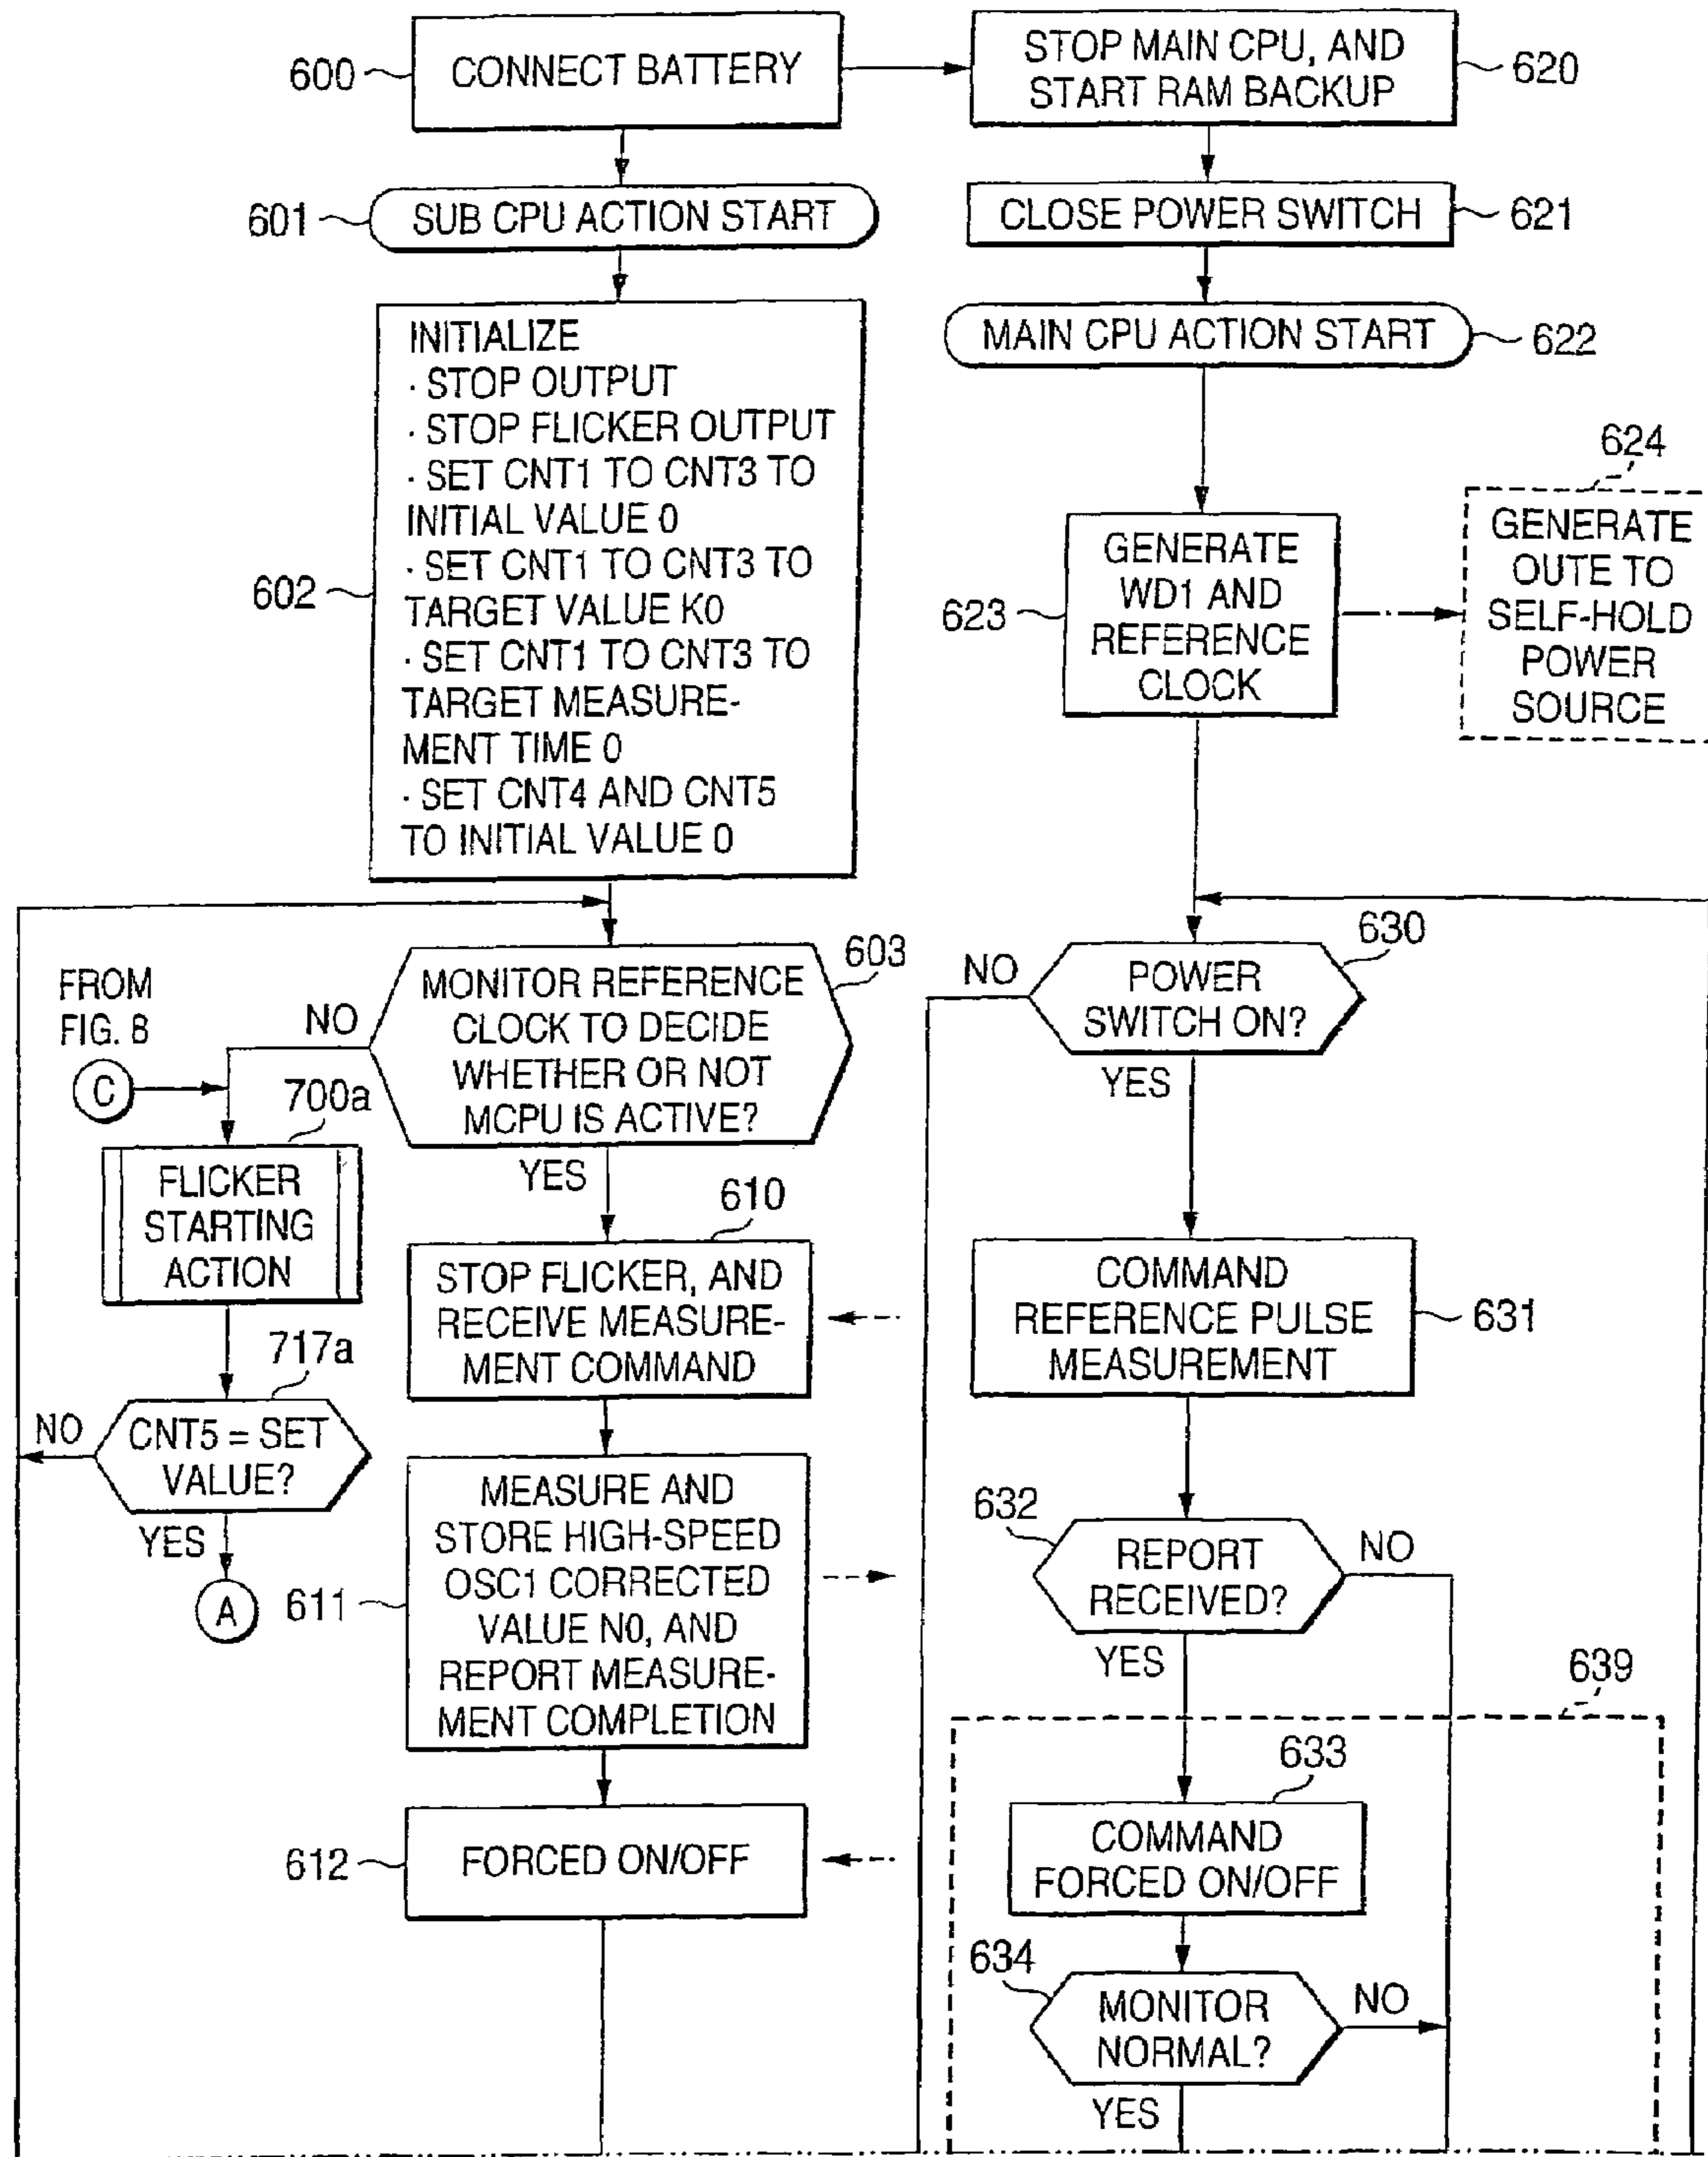 600
CONNECT BATTERY
STOP MAIN CPU, AND
START RAM BACKUP
620
601
SUB CPU ACTION START
CLOSE POWER SWITCH
621
MAIN CPU ACTION START
622
602
INITIALIZE
· STOP OUTPUT
· STOP FLICKER OUTPUT
· SET CNT1 TO CNT3 TO
INITIAL VALUE 0
· SET CNT1 TO CNT3 TO
TARGET VALUE K0
· SET CNT1 TO CNT3 TO
TARGET MEASURE-
MENT TIME 0
· SET CNT4 AND CNT5
TO INITIAL VALUE 0
623
GENERATE
WD1 AND
REFERENCE
CLOCK
624
GENERATE
OUTE TO
SELF-HOLD
POWER
SOURCE
603
MONITOR REFERENCE
CLOCK TO DECIDE
WHETHER OR NOT
MCPU IS ACTIVE?
NO
YES
FROM
FIG. 8
C
700a
FLICKER
STARTING
ACTION
717a
CNT5 = SET
VALUE?
NO
YES
A
610
STOP FLICKER, AND
RECEIVE MEASURE-
MENT COMMAND
611
MEASURE AND
STORE HIGH-SPEED
OSC1 CORRECTED
VALUE N0, AND
REPORT MEASURE-
MENT COMPLETION
612
FORCED ON/OFF
630
NO
POWER
SWITCH ON?
YES
COMMAND
REFERENCE PULSE
MEASUREMENT
631
632
REPORT
RECEIVED?
NO
YES
639
633
COMMAND
FORCED ON/OFF
634
MONITOR
NORMAL?
NO
YES